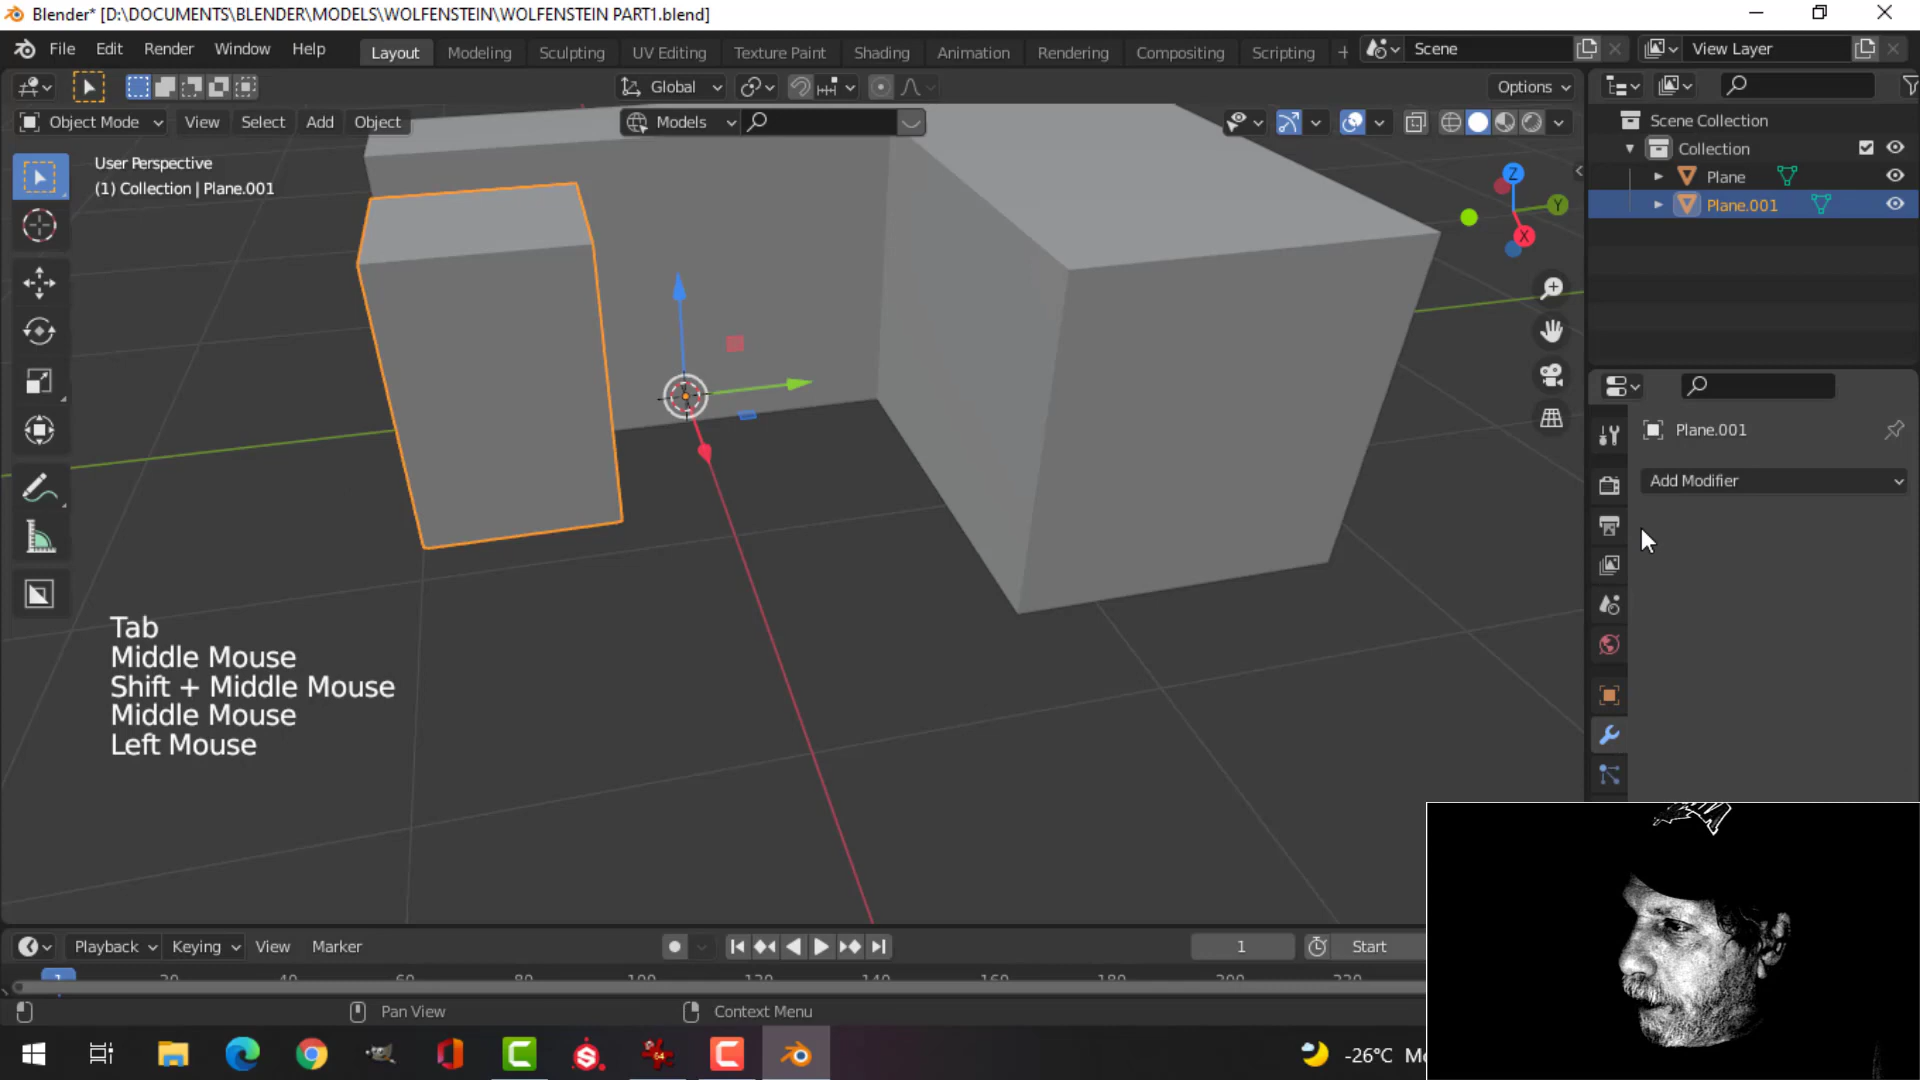 Blender* [D:\DOCUMENTS\BLENDER\MODELS\WOLFENSTEIN\WOLFENSTEIN PART1.blend]
File Edit Render Window Help
Layout Modeling Sculpting UV Editing Texture Paint Shading Animation Rendering Compositing Scripting +
Scene
View Layer
Global
Options
Object Mode View Select Add Object
Models
User Perspective
(1) Collection | Plane.001
Z
Y
X
Scene Collection
Collection
Plane
Plane.001
Plane.001
Add Modifier
Tab
Middle Mouse
Shift + Middle Mouse
Middle Mouse
Left Mouse
Playback Keying View Marker
1
Start
1
Pan View
Context Menu
-26°C